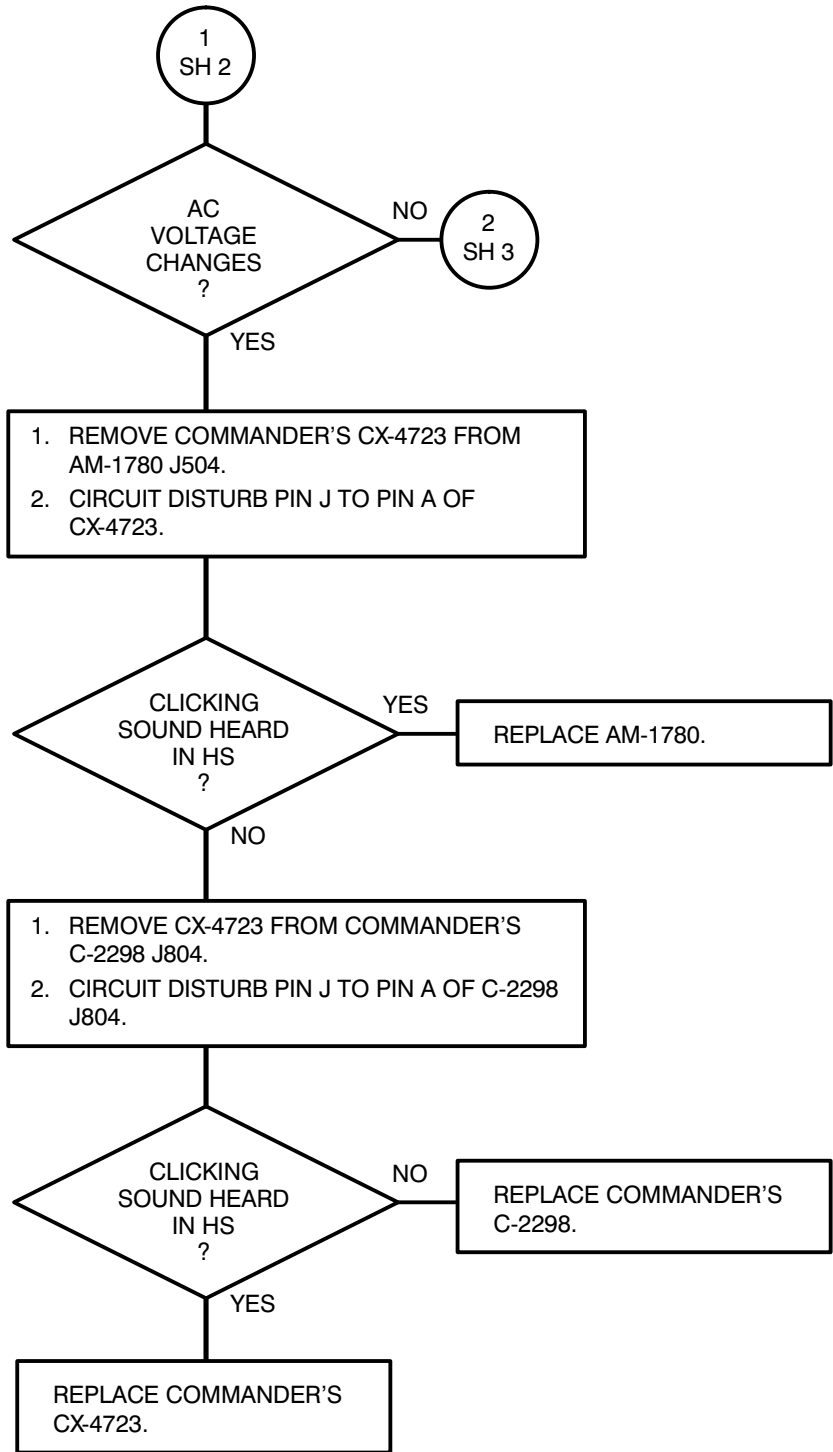 1
SH 2
AC
VOLTAGE
CHANGES
?
NO
2
SH 3
YES
1. REMOVE COMMANDER'S CX-4723 FROM
AM-1780 J504.
2. CIRCUIT DISTURB PIN J TO PIN A OF
CX-4723.
CLICKING
SOUND HEARD
IN HS
?
YES
REPLACE AM-1780.
NO
1. REMOVE CX-4723 FROM COMMANDER'S
C-2298 J804.
2. CIRCUIT DISTURB PIN J TO PIN A OF C-2298
J804.
CLICKING
SOUND HEARD
IN HS
?
NO
REPLACE COMMANDER'S
C-2298.
YES
REPLACE COMMANDER'S
CX-4723.